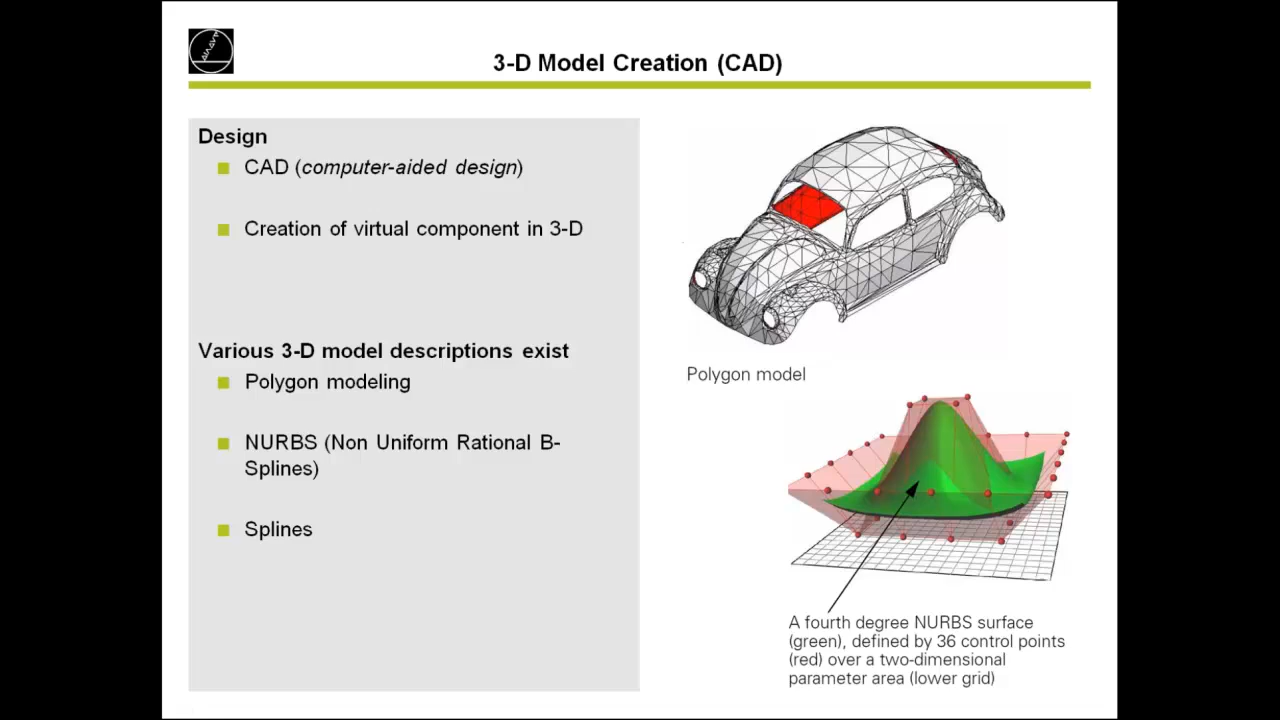 3-D Model Creation (CAD)
Design
CAD (computer-aided design)
Creation of virtual component in 3-D
Various 3-D model descriptions exist
Polygon modeling
NURBS (Non Uniform Rational B-
Splines)
Splines
Polygon model
A fourth degree NURBS surface
(green), defined by 36 control points
(red) over a two-dimensional
parameter area (lower grid)